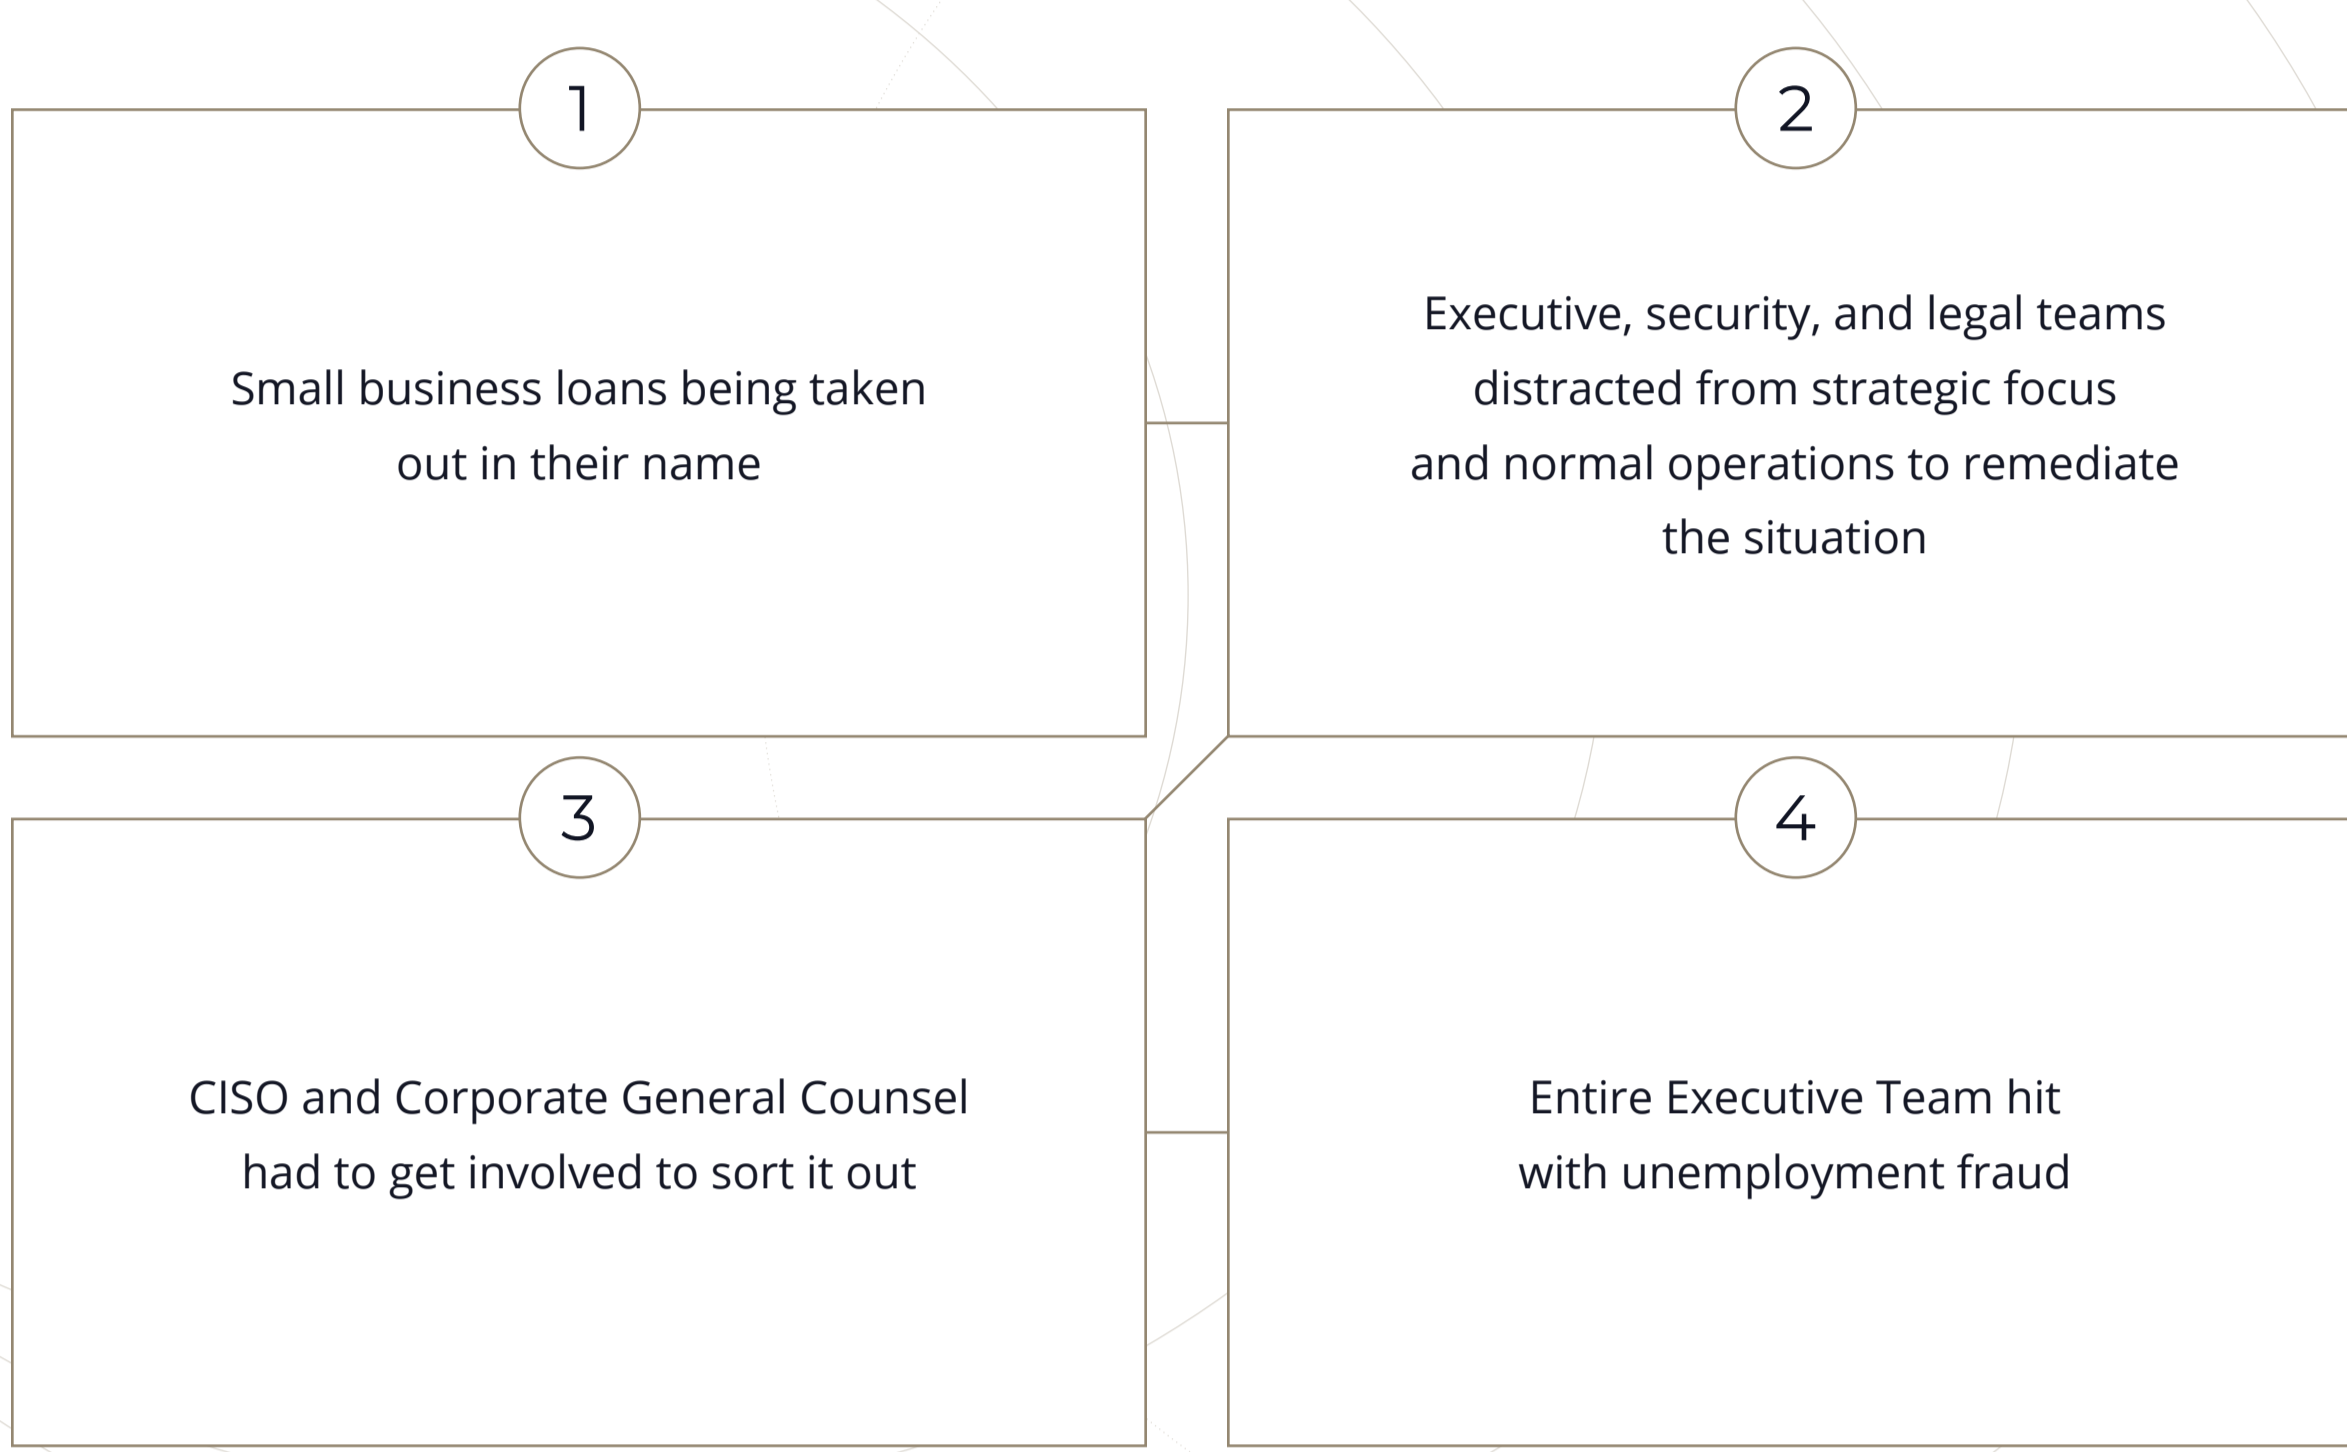 1
Small business loans being taken
out in their name
2
Executive, security, and legal teams
distracted from strategic focus
and normal operations to remediate
the situation
3
CISO and Corporate General Counsel
had to get involved to sort it out
4
Entire Executive Team hit
with unemployment fraud